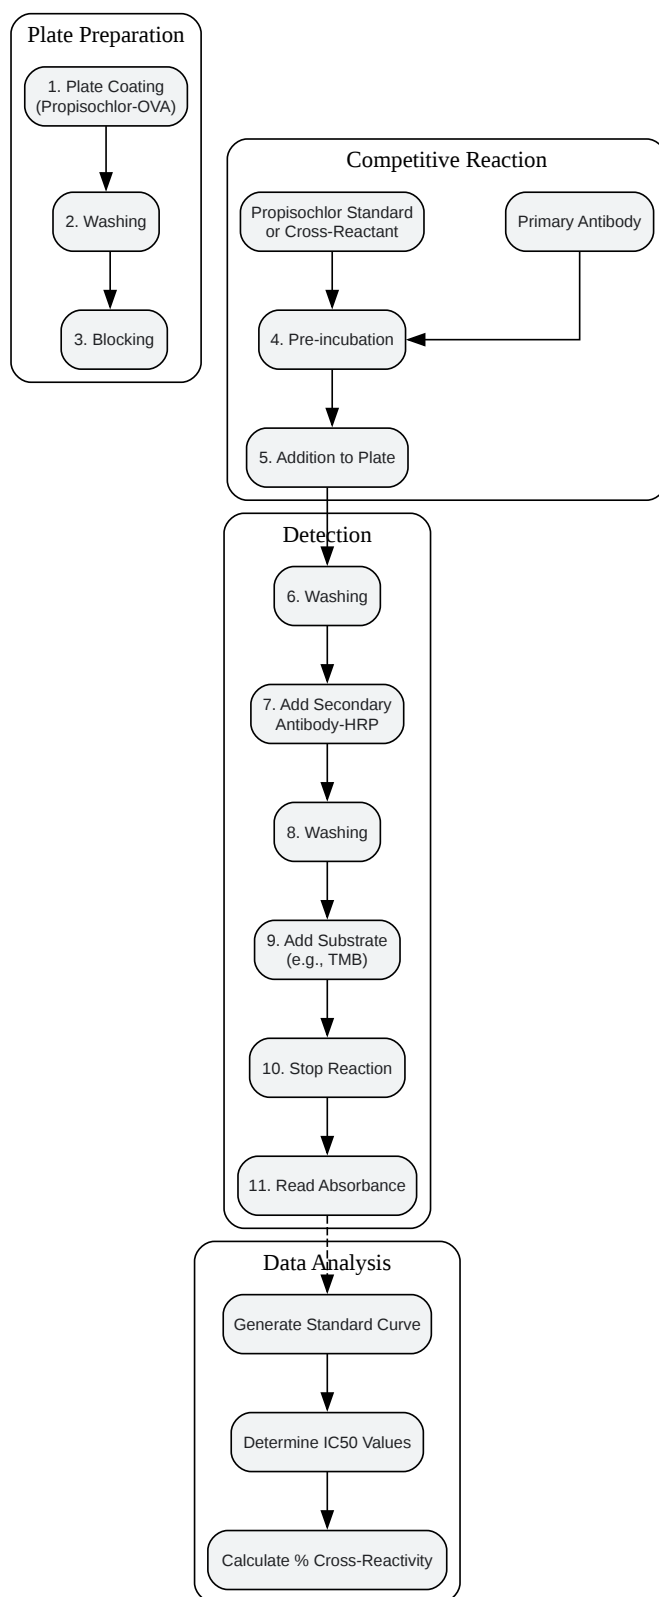 Plate Preparation
1. Plate Coating
(Propisochlor-OVA)
2. Washing
3. Blocking
Competitive Reaction
Propisochlor Standard
or Cross-Reactant
Primary Antibody
4. Pre-incubation
5. Addition to Plate
Detection
6. Washing
7. Add Secondary
Antibody-HRP
8. Washing
9. Add Substrate
(e.g., TMB)
10. Stop Reaction
11. Read Absorbance
Data Analysis
Generate Standard Curve
Determine IC50 Values
Calculate % Cross-Reactivity